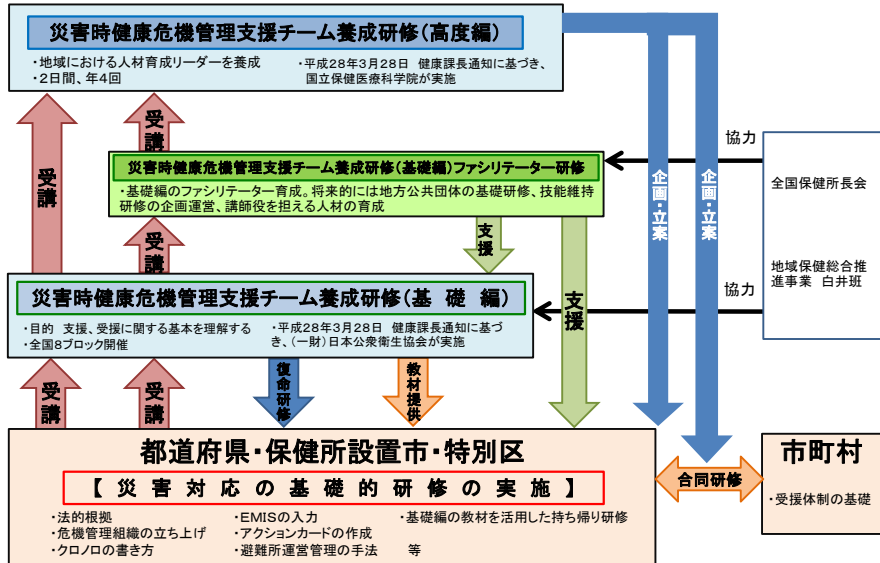 災害時健康危機管理支援チーム養成研修(高度編)
・地域における人材育成リーダーを養成
・2日間、年4回
・平成28年3月28日 健康課長通知に基づき、
国立保健医療科学院が実施
受講
受講
災害時健康危機管理支援チーム養成研修(基礎編)ファシリテーター研修
・基礎編のファシリテーター育成。将来的には地方公共団体の基礎研修、技能維持
研修の企画運営、講師役を担える人材の育成
協力
企画・立案
企画・立案
全国保健所長会
地域保健総合推
進事業 白井班
受講
支援
支援
協力
災害時健康危機管理支援チーム養成研修(基 礎 編)
・目的 支援、受援に関する基本を理解する
・全国8ブロック開催
・平成28年3月28日 健康課長通知に基づ
き、(一財)日本公衆衛生協会が実施
受講
受講
復命研修
教材提供
都道府県・保健所設置市・特別区
【 災 害 対 応 の 基 礎 的 研 修 の 実 施 】
・法的根拠
・危機管理組織の立ち上げ
・クロノロの書き方
・EMISの入力
・アクションカードの作成
・避難所運営管理の手法 等
・基礎編の教材を活用した持ち帰り研修
合同研修
市町村
・受援体制の基礎